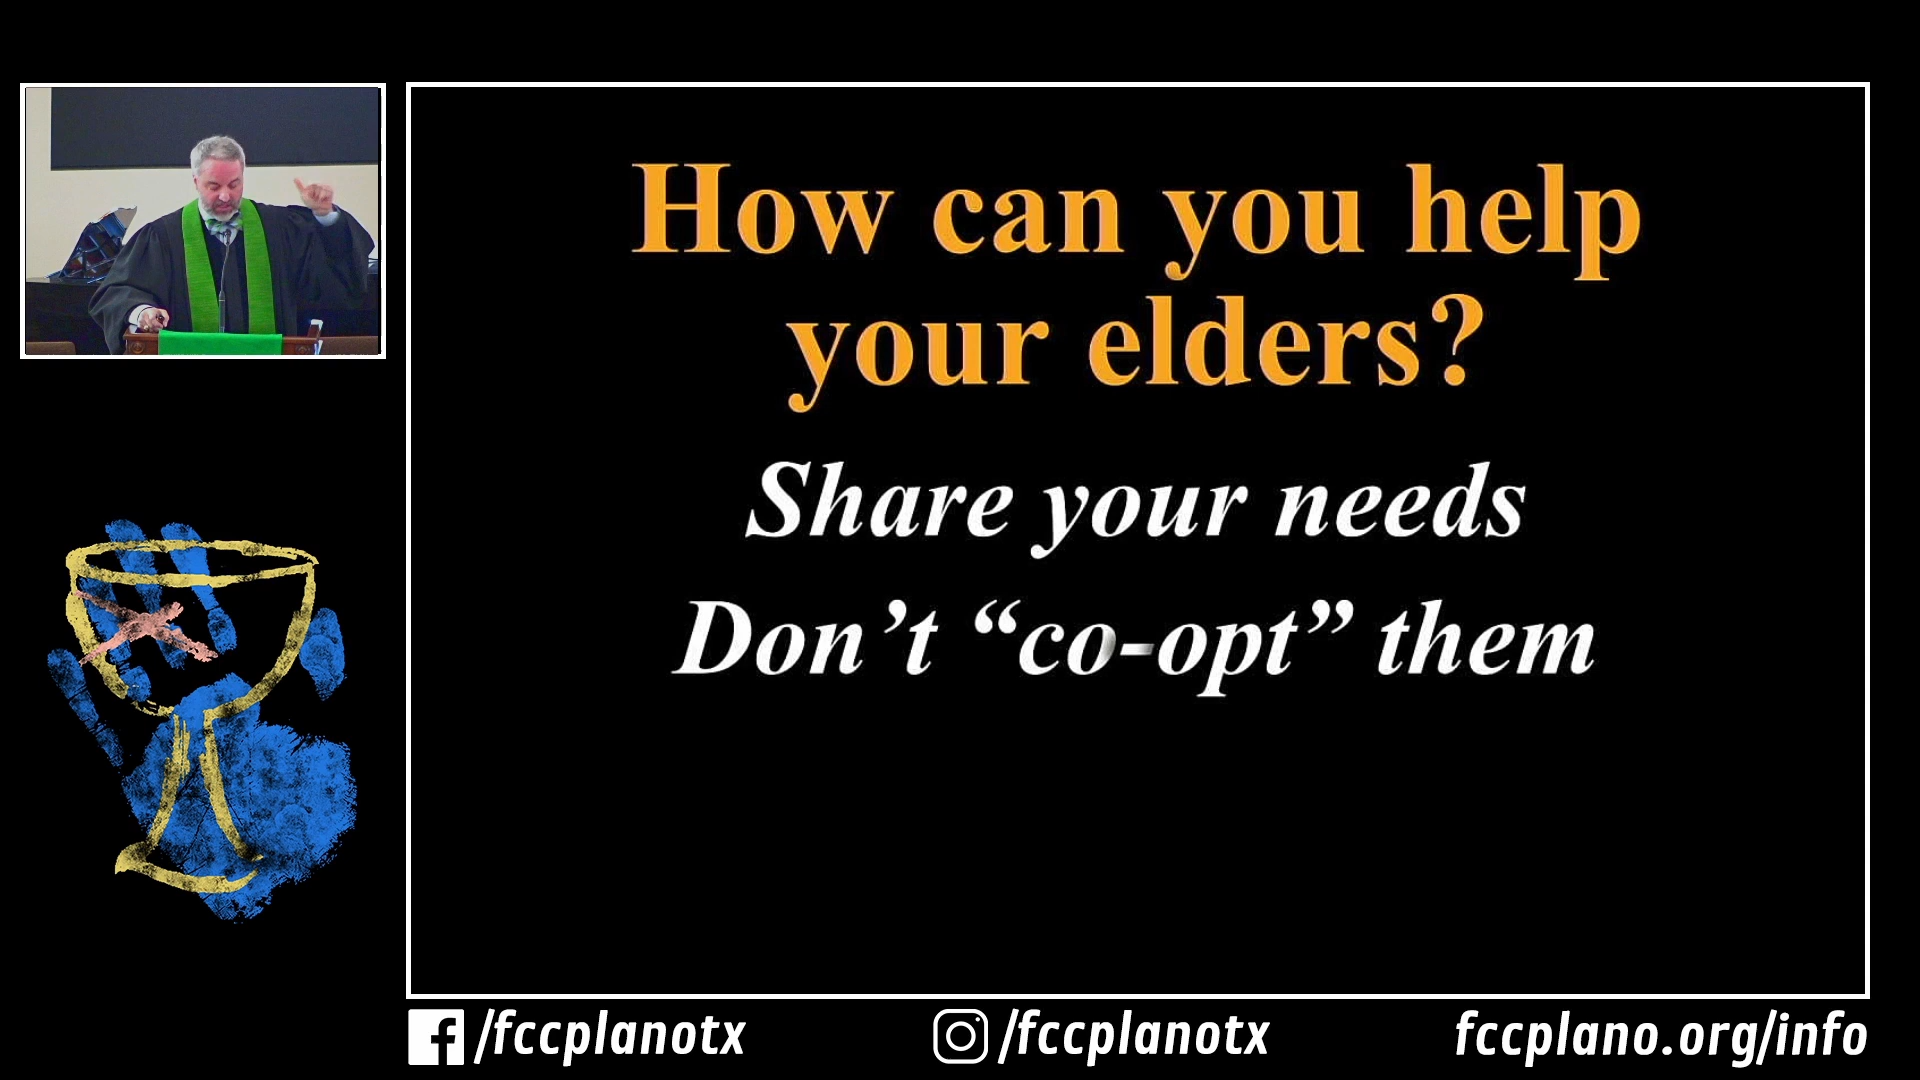 How can you help
your elders?
Share your needs
Don’t “co-opt” them
/fccplanotx
/fccplanotx
fccplano.org/info